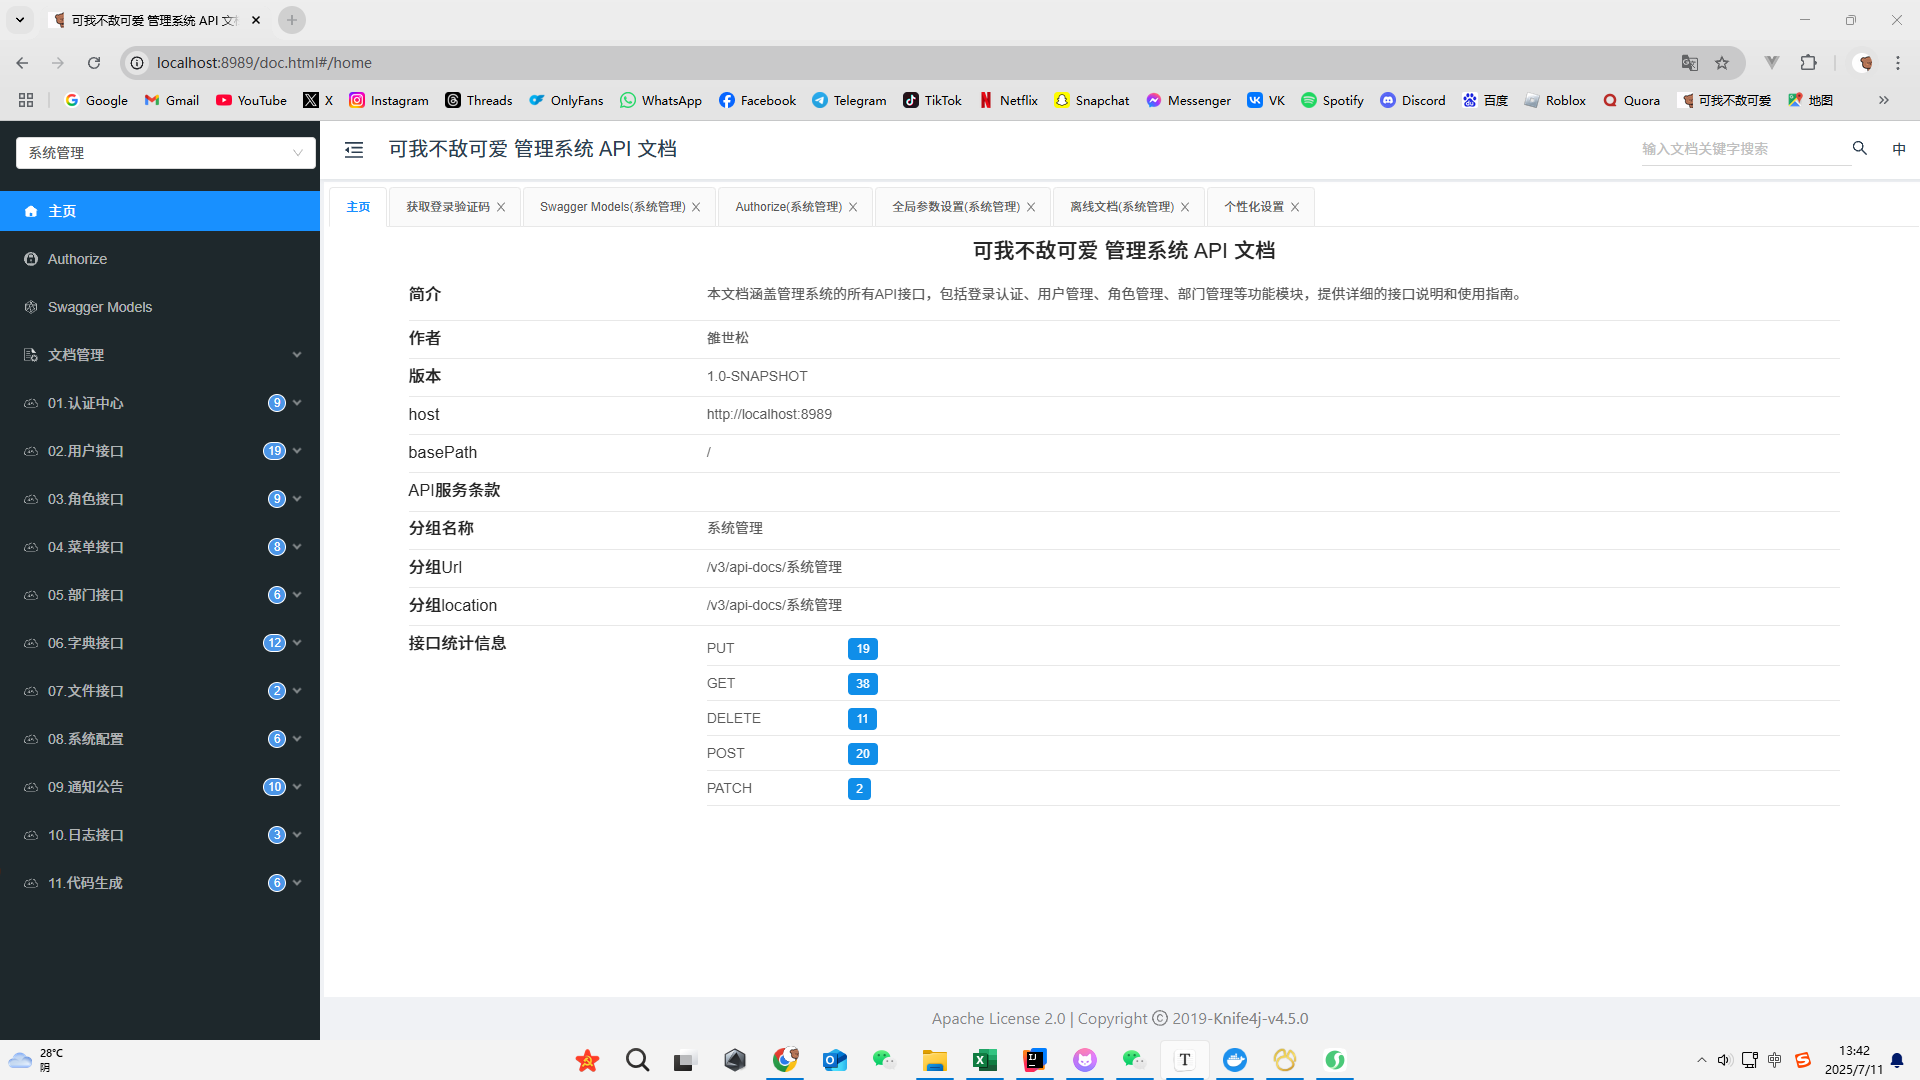 可我不敌可爱 管理系统 API 文
localhost:8989/doc.html#/home
Google Gmail YouTube X Instagram Threads OnlyFans WhatsApp Facebook Telegram TikTok Netflix Snapchat Messenger VK Spotify Discord 百度 Roblox Quora 可我不敌可爱 地图
系统管理
可我不敌可爱 管理系统 API 文档
输入文档关键字搜索
中
主页
Authorize
Swagger Models
文档管理
01.认证中心 9
02.用户接口 19
03.角色接口 9
04.菜单接口 8
05.部门接口 6
06.字典接口 12
07.文件接口 2
08.系统配置 6
09.通知公告 10
10.日志接口 3
11.代码生成 6
主页 获取登录验证码 Swagger Models(系统管理) Authorize(系统管理) 全局参数设置(系统管理) 离线文档(系统管理) 个性化设置
可我不敌可爱 管理系统 API 文档
简介 本文档涵盖管理系统的所有API接口，包括登录认证、用户管理、角色管理、部门管理等功能模块，提供详细的接口说明和使用指南。
作者 雒世松
版本 1.0-SNAPSHOT
host http://localhost:8989
basePath /
API服务条款
分组名称 系统管理
分组Url /v3/api-docs/系统管理
分组location /v3/api-docs/系统管理
接口统计信息
PUT 19
GET 38
DELETE 11
POST 20
PATCH 2
Apache License 2.0 | Copyright © 2019-Knife4j-v4.5.0
28°C
阴
中
13:42
2025/7/11